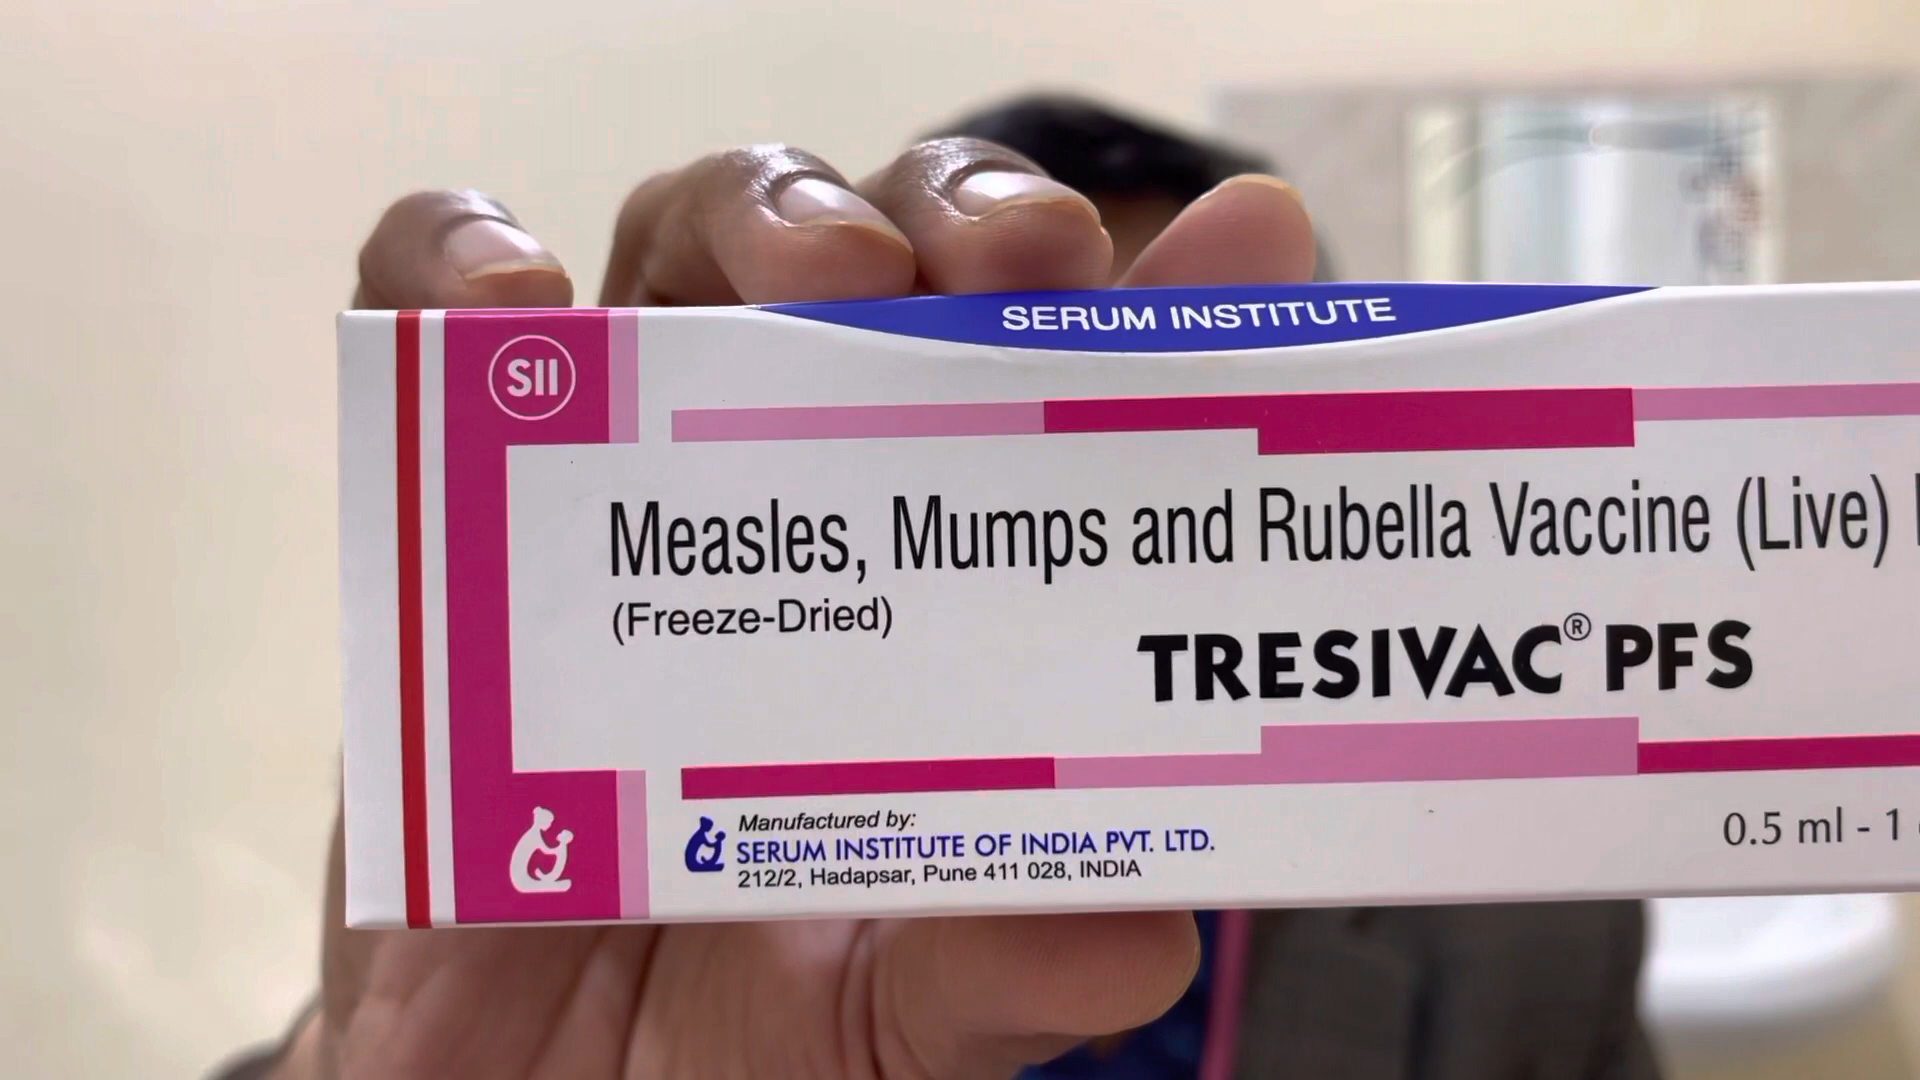 SERUM INSTITUTE
SII
Measles, Mumps and Rubella Vaccine (Live)
(Freeze-Dried)
TRESIVAC® PFS
Manufactured by:
SERUM INSTITUTE OF INDIA PVT. LTD.
212/2, Hadapsar, Pune 411 028, INDIA
0.5 ml - 1